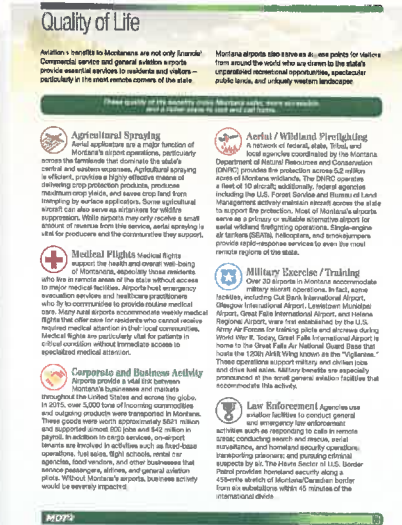 Quality of Life
Aviation's benefits to Montanans are not only financial.
Commercial service and general aviation airports
provide essential services to residents and visitors –
particularly in the most remote corners of the state.
Montana airports also serve as access points for visitors
from around the world who are drawn to the state's
unparalleled recreational opportunities, spectacular
public lands, and uniquely western landscapes.
These quality of life benefits make Montana safer, more accessible
and a better place to visit and call home.
Agricultural Spraying
Aerial applicators are a major function of
Montana's airport operations, particularly
across the farmlands that dominate the state's
central and eastern expanses. Agricultural spraying
is efficient, provides a highly effective means of
delivering crop protection products, produces
maximum crop yields, and saves crop land from
trampling by surface applicators. Some agricultural
aircraft can also serve as airtankers for wildfire
suppression. While airports may only receive a small
amount of revenue from this service, aerial spraying is
vital for producers and the communities they support.
Medical Flights Medical flights
support the health and overall well-being
of Montanans, especially those residents
who live in remote areas of the state without access
to major medical facilities. Airports host emergency
evacuation services and healthcare practitioners
who fly to communities to provide routine medical
care. Many rural airports accommodate weekly medical
flights that offer care for residents who cannot receive
required medical attention in their local communities.
Medical flights are particularly vital for patients in
critical condition without immediate access to
specialized medical attention.
Corporate and Business Activity
Airports provide a vital link between
Montana's businesses and markets
throughout the United States and across the globe.
In 2015, over 5,000 tons of incoming commodities
and outgoing products were transported in Montana.
These goods were worth approximately $621 million
and supported almost 800 jobs and $42 million in
payroll. In addition to cargo services, on-airport
tenants are involved in activities such as fixed-base
operations, fuel sales, flight schools, rental car
agencies, food vendors, and other businesses that
service passengers, airlines, and general aviation
pilots. Without Montana's airports, business activity
would be severely impacted.
Aerial / Wildland Firefighting
A network of federal, state, Tribal, and
local agencies coordinated by the Montana
Department of Natural Resources and Conservation
(DNRC) provides fire protection across 5.2 million
acres of Montana wildlands. The DNRC operates
a fleet of 10 aircraft; additionally, federal agencies
including the U.S. Forest Service and Bureau of Land
Management actively maintain aircraft across the state
to support fire protection. Most of Montana's airports
serve as a primary or suitable alternative airport for
aerial wildland firefighting operations. Single-engine
air tankers (SEATs), helicopters, and smokejumpers
provide rapid-response services to even the most
remote regions of the state.
Military Exercise / Training
Over 30 airports in Montana accommodate
military aircraft operations. In fact, some
facilities, including Cut Bank International Airport,
Glasgow International Airport, Lewistown Municipal
Airport, Great Falls International Airport, and Helena
Regional Airport, were first established by the U.S.
Army Air Forces for training pilots and aircrews during
World War II. Today, Great Falls International Airport is
home to the Great Falls Air National Guard Base that
hosts the 120th Airlift Wing known as the "Vigilantes."
These operations support military and civilian jobs
and drive fuel sales. Military benefits are especially
pronounced at the small general aviation facilities that
accommodate this activity.
Law Enforcement Agencies use
aviation facilities to conduct general
and emergency law enforcement
activities such as responding to calls in remote
areas; conducting search and rescue, aerial
surveillance, and homeland security operations;
transporting prisoners; and pursuing criminal
suspects by air. The Havre Sector of U.S. Border
Patrol provides homeland security along a
456-mile stretch of Montana/Canadian border
from six substations within 45 minutes of the
international divide.
MDT